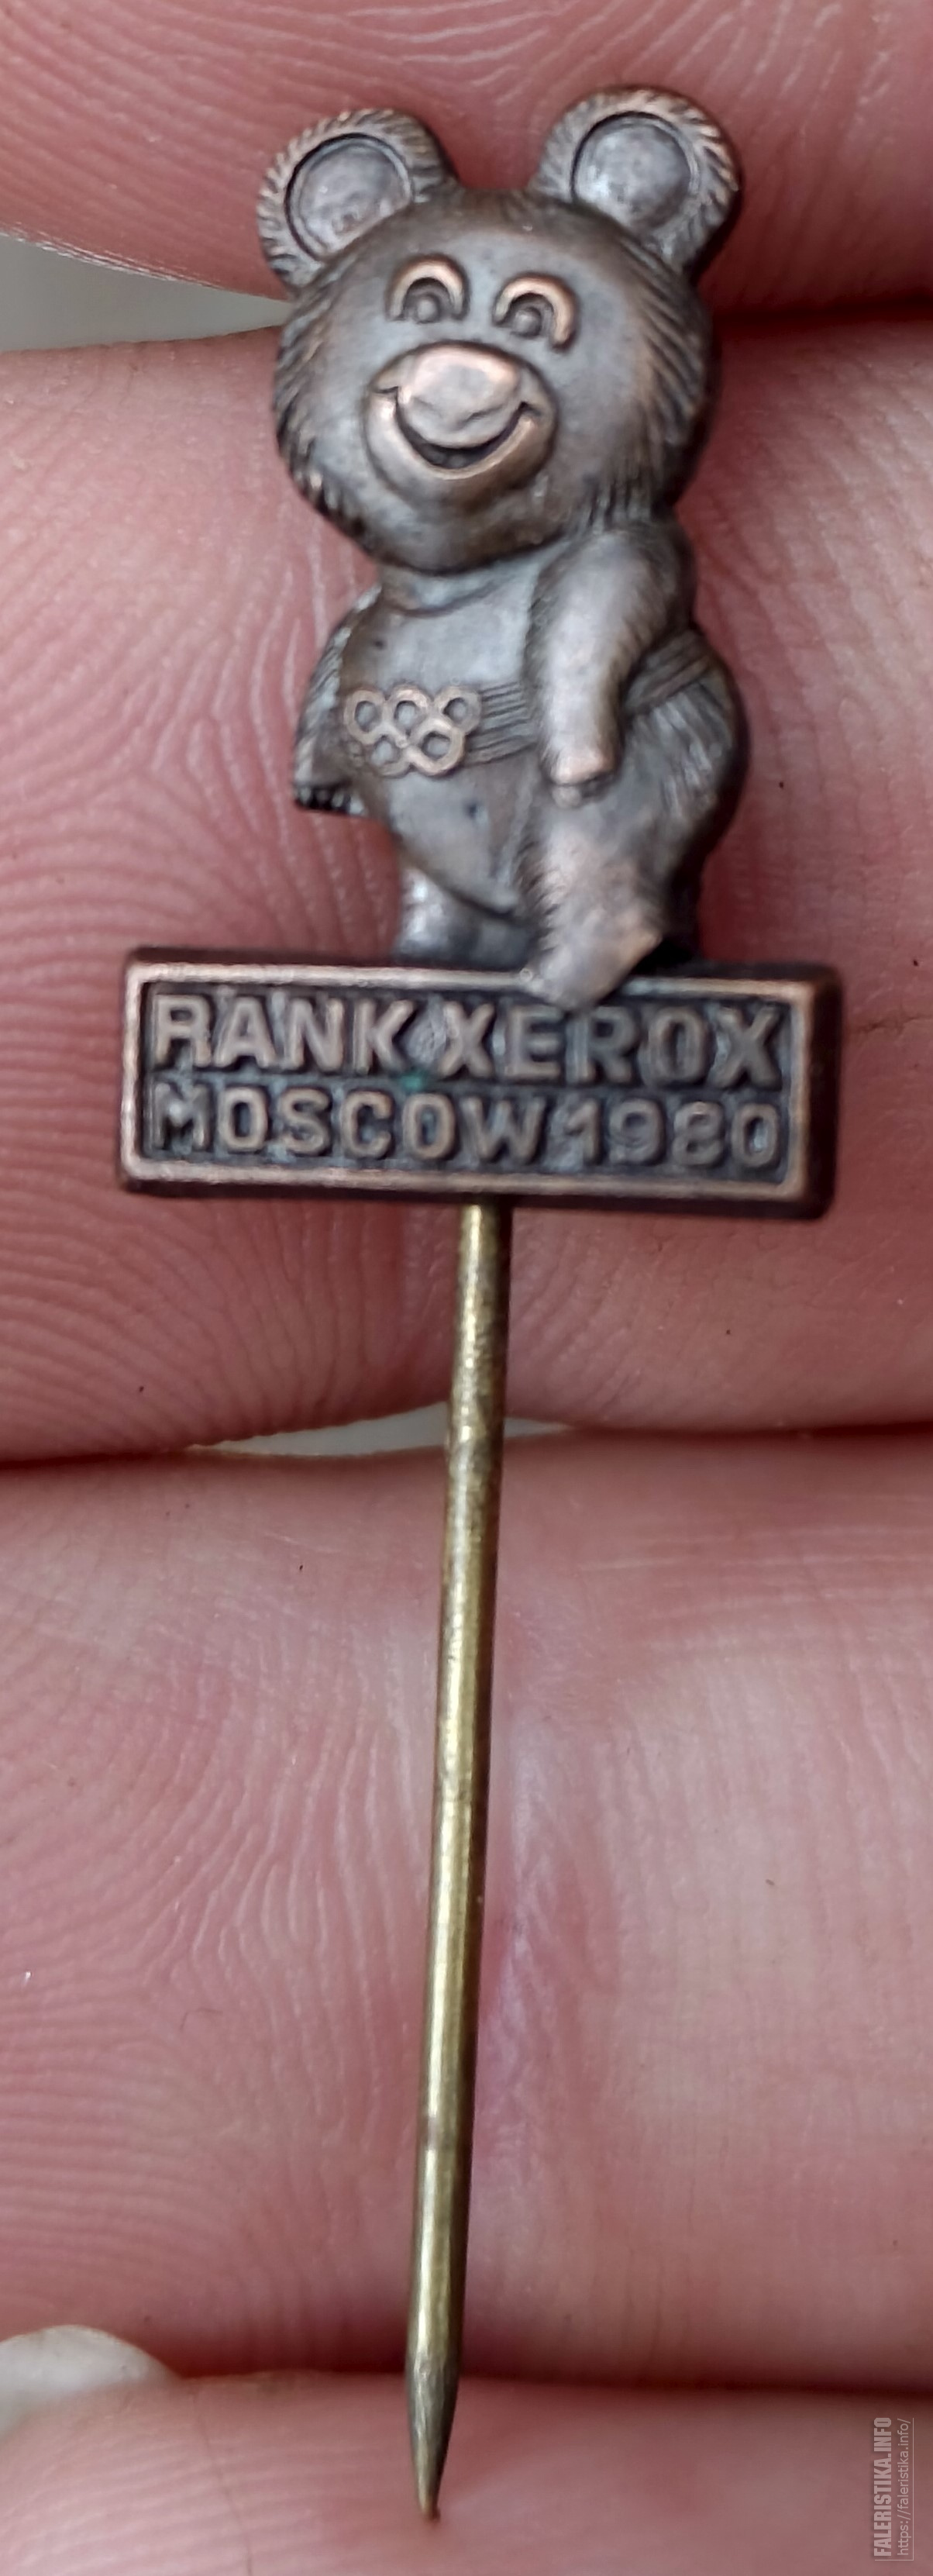 RANK XEROX
MOSCOW 1980
FALERISTIKA.INFO
https://faleristika.info/